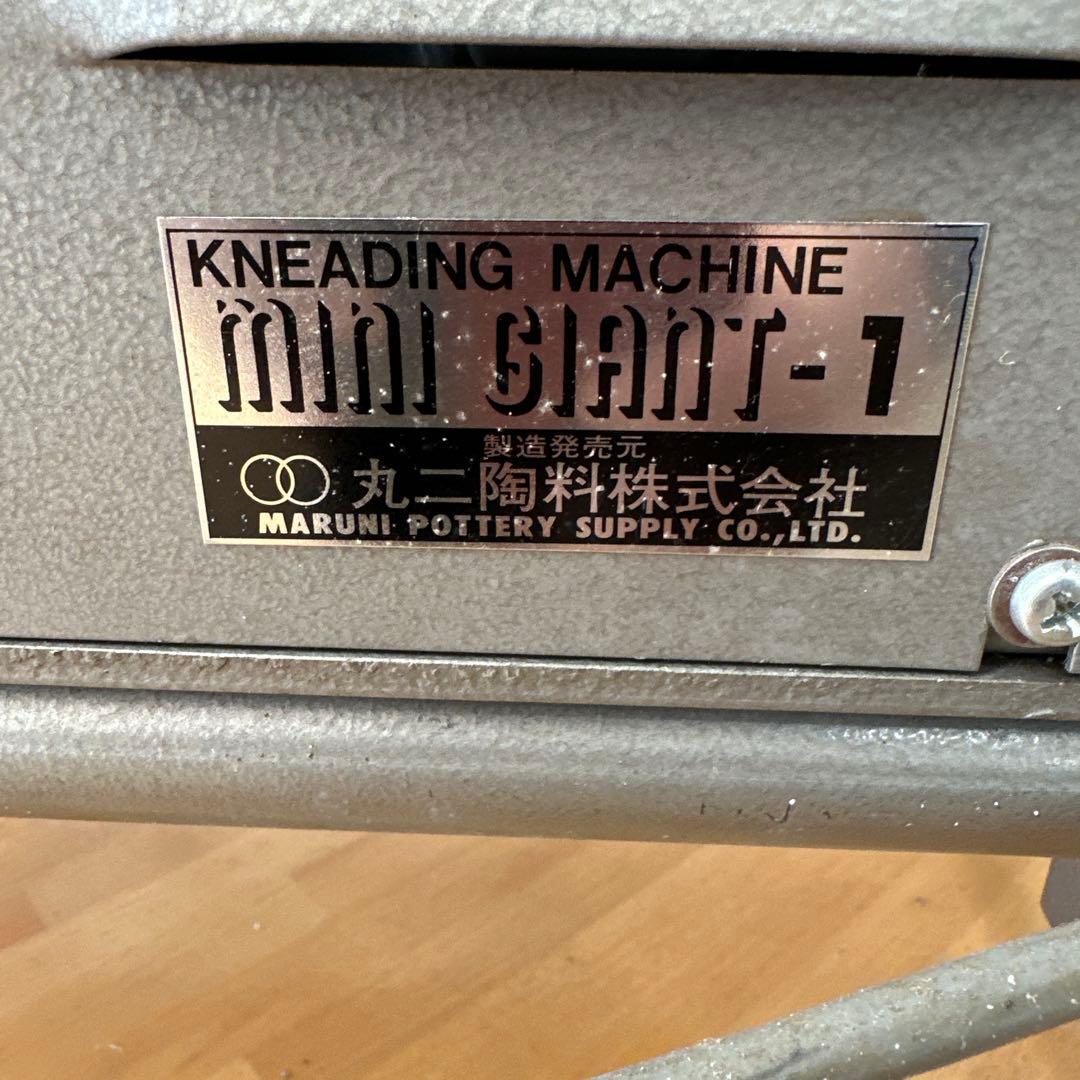 KNEADING MACHINE
MINI GIANT-1
製造発売元
丸二陶料株式会社
MARUNI POTTERY SUPPLY CO.,LTD.